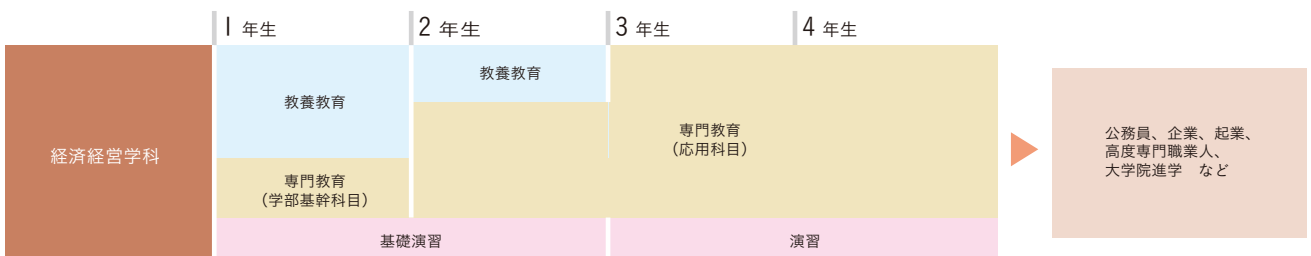 1 年生
2 年生
3 年生
4 年生
経済経営学科
教養教育
専門教育
(学部基幹科目)
教養教育
専門教育
(応用科目)
基礎演習
演習
公務員、企業、起業、
高度専門職業人、
大学院進学　など